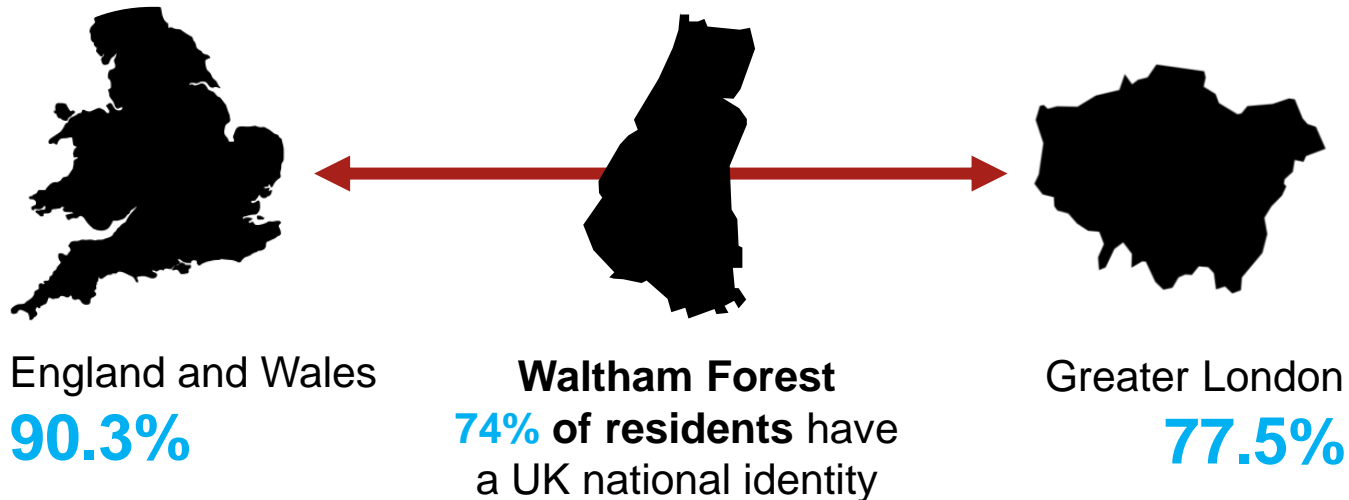 England and Wales
90.3%
Waltham Forest
74% of residents have
a UK national identity
Greater London
77.5%